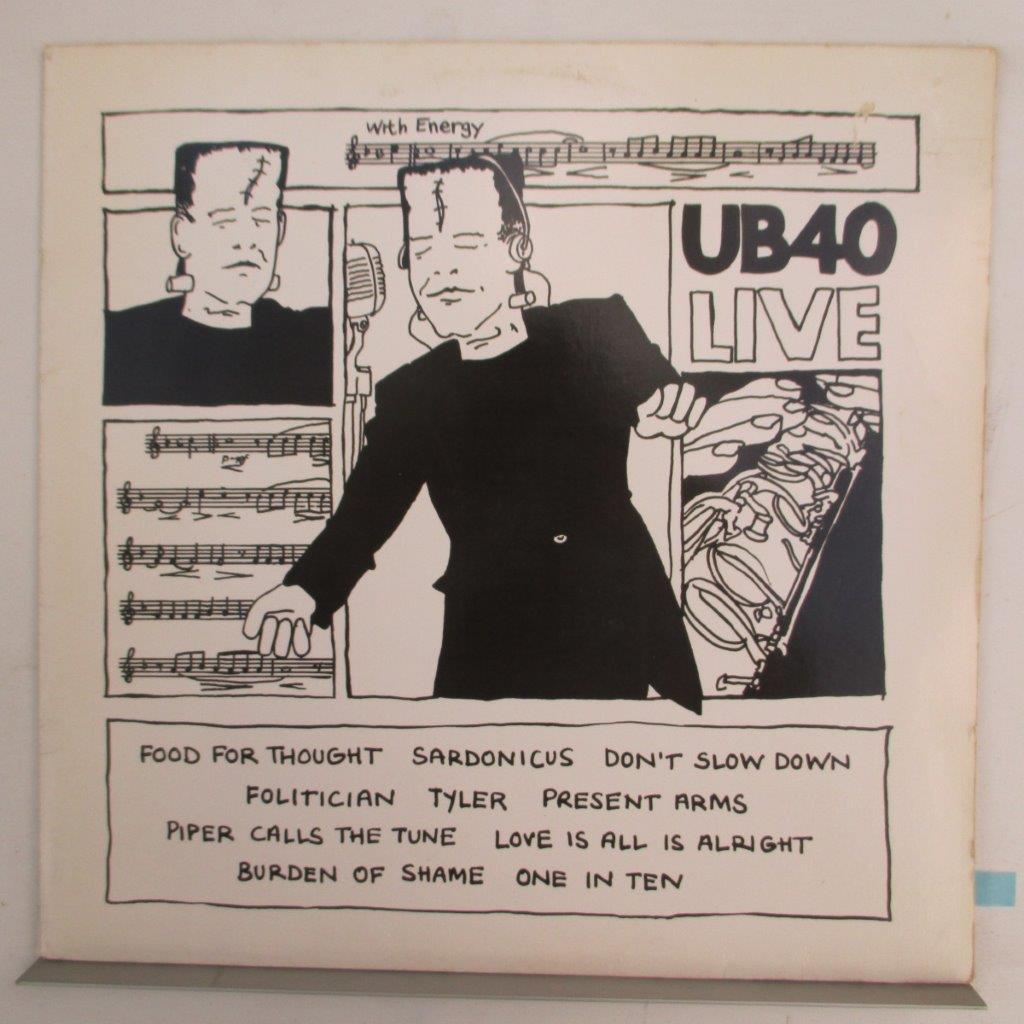 With Energy
UB40
LIVE
p-mf
FOOD FOR THOUGHT SARDONICUS DON'T SLOW DOWN
FOLITICIAN TYLER PRESENT ARMS
PIPER CALLS THE TUNE LOVE IS ALL IS ALRIGHT
BURDEN OF SHAME ONE IN TEN